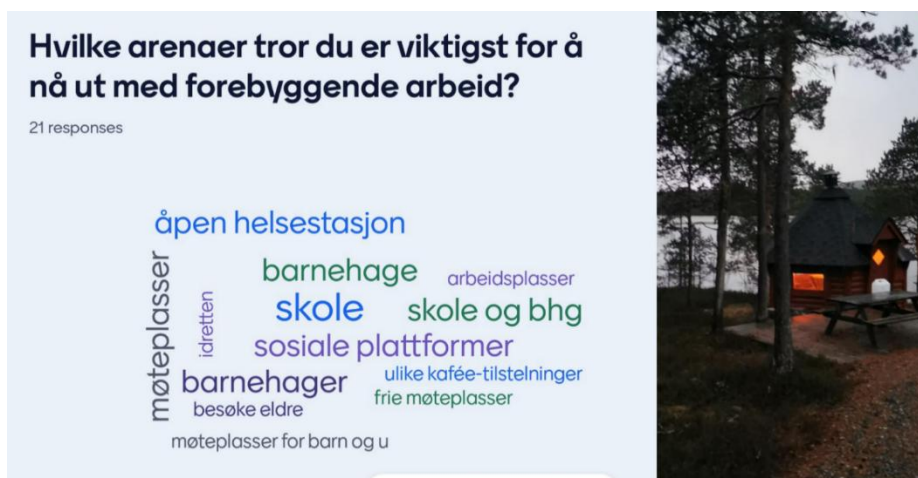 Hvilke arenaer tror du er viktigst for å
nå ut med forebyggende arbeid?
21 responses
åpen helsestasjon
møteplasser
barnehage
arbeidsplasser
idretten
skole
skole og bhg
sosiale plattformer
barnehager
ulike kafée-tilstelninger
besøke eldre
frie møteplasser
møteplasser for barn og u